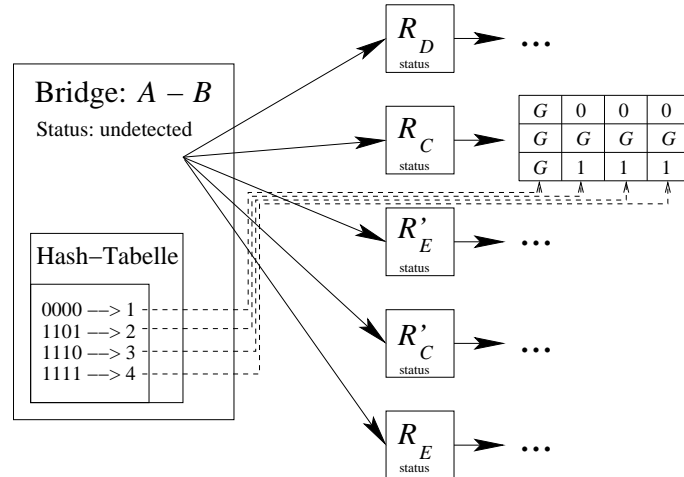 Bridge: A – B
Status: undetected
Hash–Tabelle
0000 ––> 1
1101 ––> 2
1110 ––> 3
1111 ––> 4
R_D
status
...
R_C
status
G 0 0 0
G G G G
G 1 1 1
R'_E
status
...
R'_C
status
...
R_E
status
...